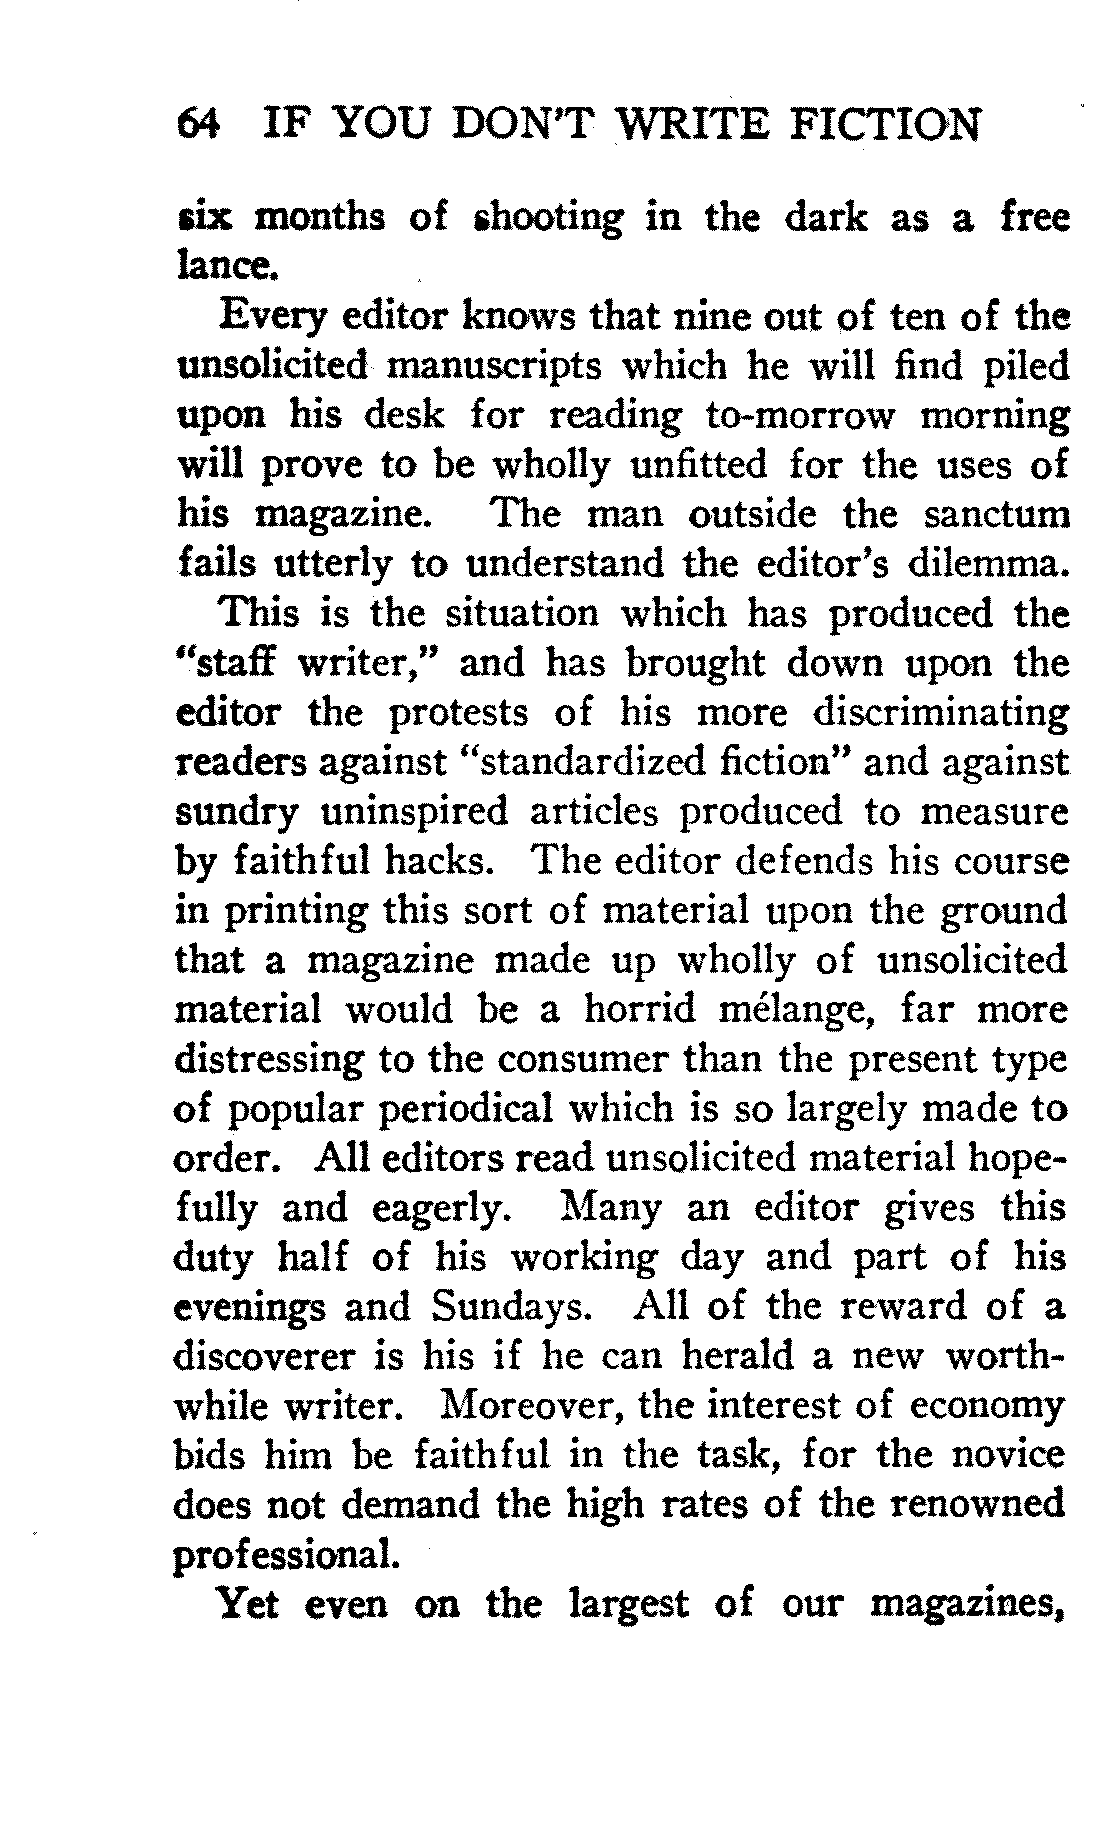 64 IF YOU DON'T WRITE FICTION
six months of shooting in the dark as a free
lance.
Every editor knows that nine out of ten of the
unsolicited manuscripts which he will find piled
upon his desk for reading to-morrow morning
will prove to be wholly unfitted for the uses of
his magazine. The man outside the sanctum
fails utterly to understand the editor's dilemma.
This is the situation which has produced the
“staff writer,” and has brought down upon the
editor the protests of his more discriminating
readers against “standardized fiction” and against
sundry uninspired articles produced to measure
by faithful hacks. The editor defends his course
in printing this sort of material upon the ground
that a magazine made up wholly of unsolicited
material would be a horrid mélange, far more
distressing to the consumer than the present type
of popular periodical which is so largely made to
order. All editors read unsolicited material hope-
fully and eagerly. Many an editor gives this
duty half of his working day and part of his
evenings and Sundays. All of the reward of a
discoverer is his if he can herald a new worth-
while writer. Moreover, the interest of economy
bids him be faithful in the task, for the novice
does not demand the high rates of the renowned
professional.
Yet even on the largest of our magazines,